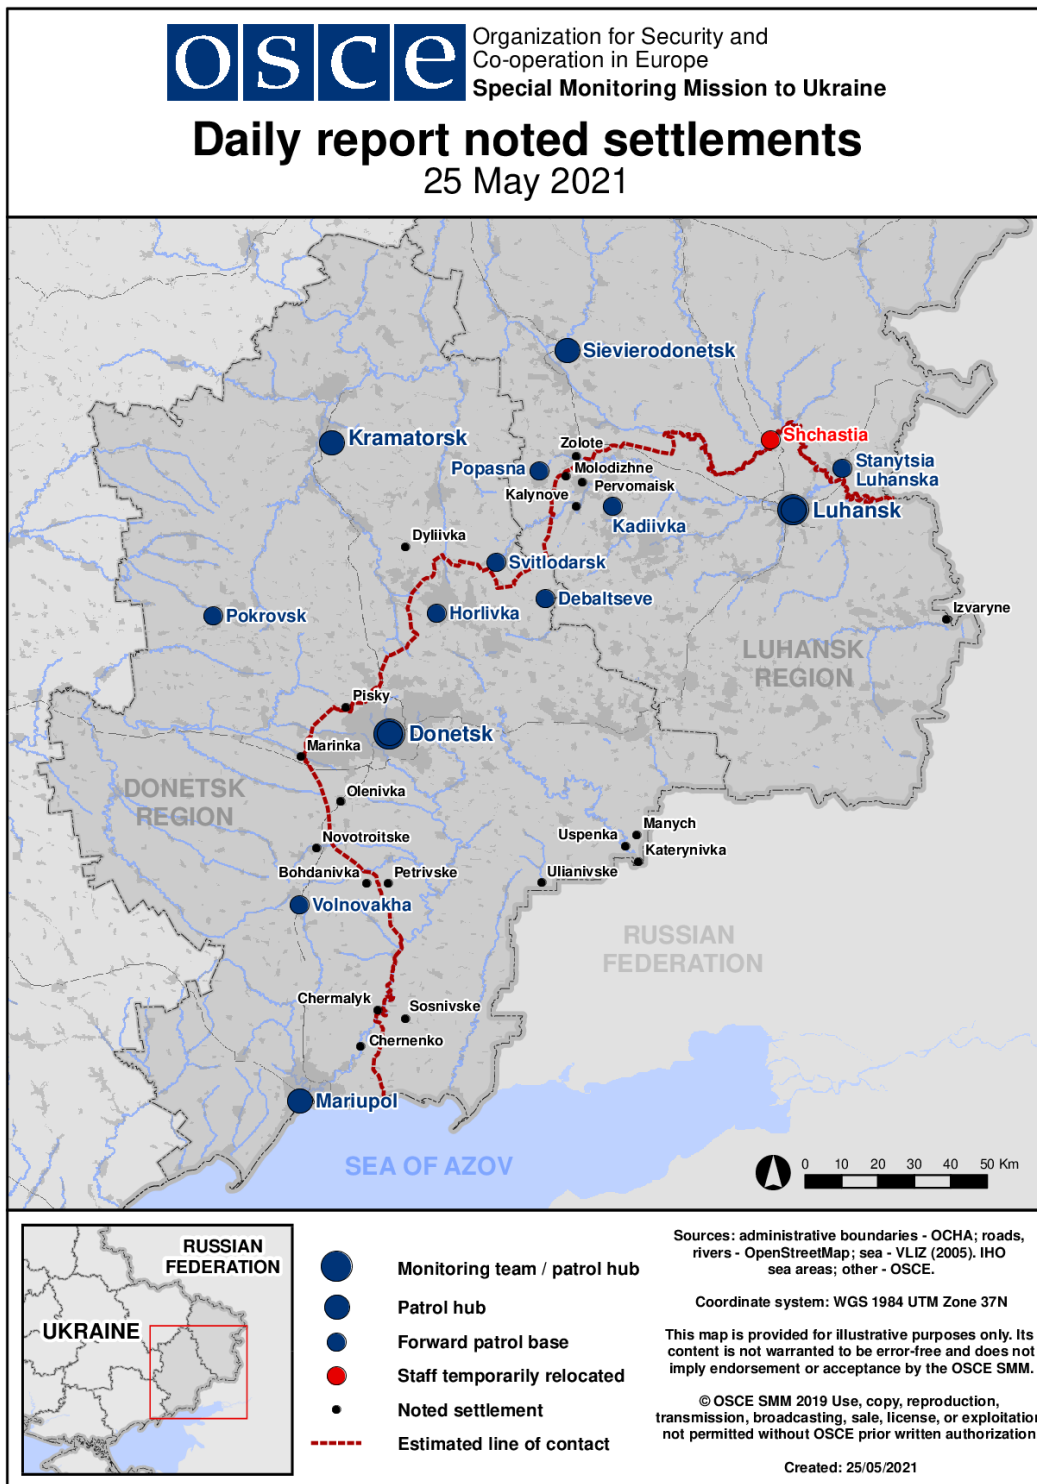 osce
Organization for Security and
Co-operation in Europe
Special Monitoring Mission to Ukraine
Daily report noted settlements
25 May 2021
Sievierodonetsk
Kramatorsk
Shchastia
Zolote
Popasna
Molodizhne
Stanytsia
Luhanska
Pervomaisk
Kalynove
Kadiivka
Luhansk
Dyliivka
Svitlodarsk
Debaltseve
Horlivka
Pokrovsk
Izvaryne
LUHANSK
REGION
Pisky
Donetsk
Marinka
DONETSK
REGION
Olenivka
Manych
Uspenka
Novotroitske
Katerynivka
Bohdanivka
Petrivske
Ulianivske
Volnovakha
RUSSIAN
FEDERATION
Chermalyk
Sosnivske
Chernenko
Mariupol
SEA OF AZOV
0 10 20 30 40 50 Km
RUSSIAN
FEDERATION
UKRAINE
Monitoring team / patrol hub
Patrol hub
Forward patrol base
Staff temporarily relocated
Noted settlement
Estimated line of contact
Sources: administrative boundaries - OCHA; roads,
rivers - OpenStreetMap; sea - VLIZ (2005). IHO
sea areas; other - OSCE.
Coordinate system: WGS 1984 UTM Zone 37N
This map is provided for illustrative purposes only. Its
content is not warranted to be error-free and does not
imply endorsement or acceptance by the OSCE SMM.
© OSCE SMM 2019 Use, copy, reproduction,
transmission, broadcasting, sale, license, or exploitation
not permitted without OSCE prior written authorization
Created: 25/05/2021